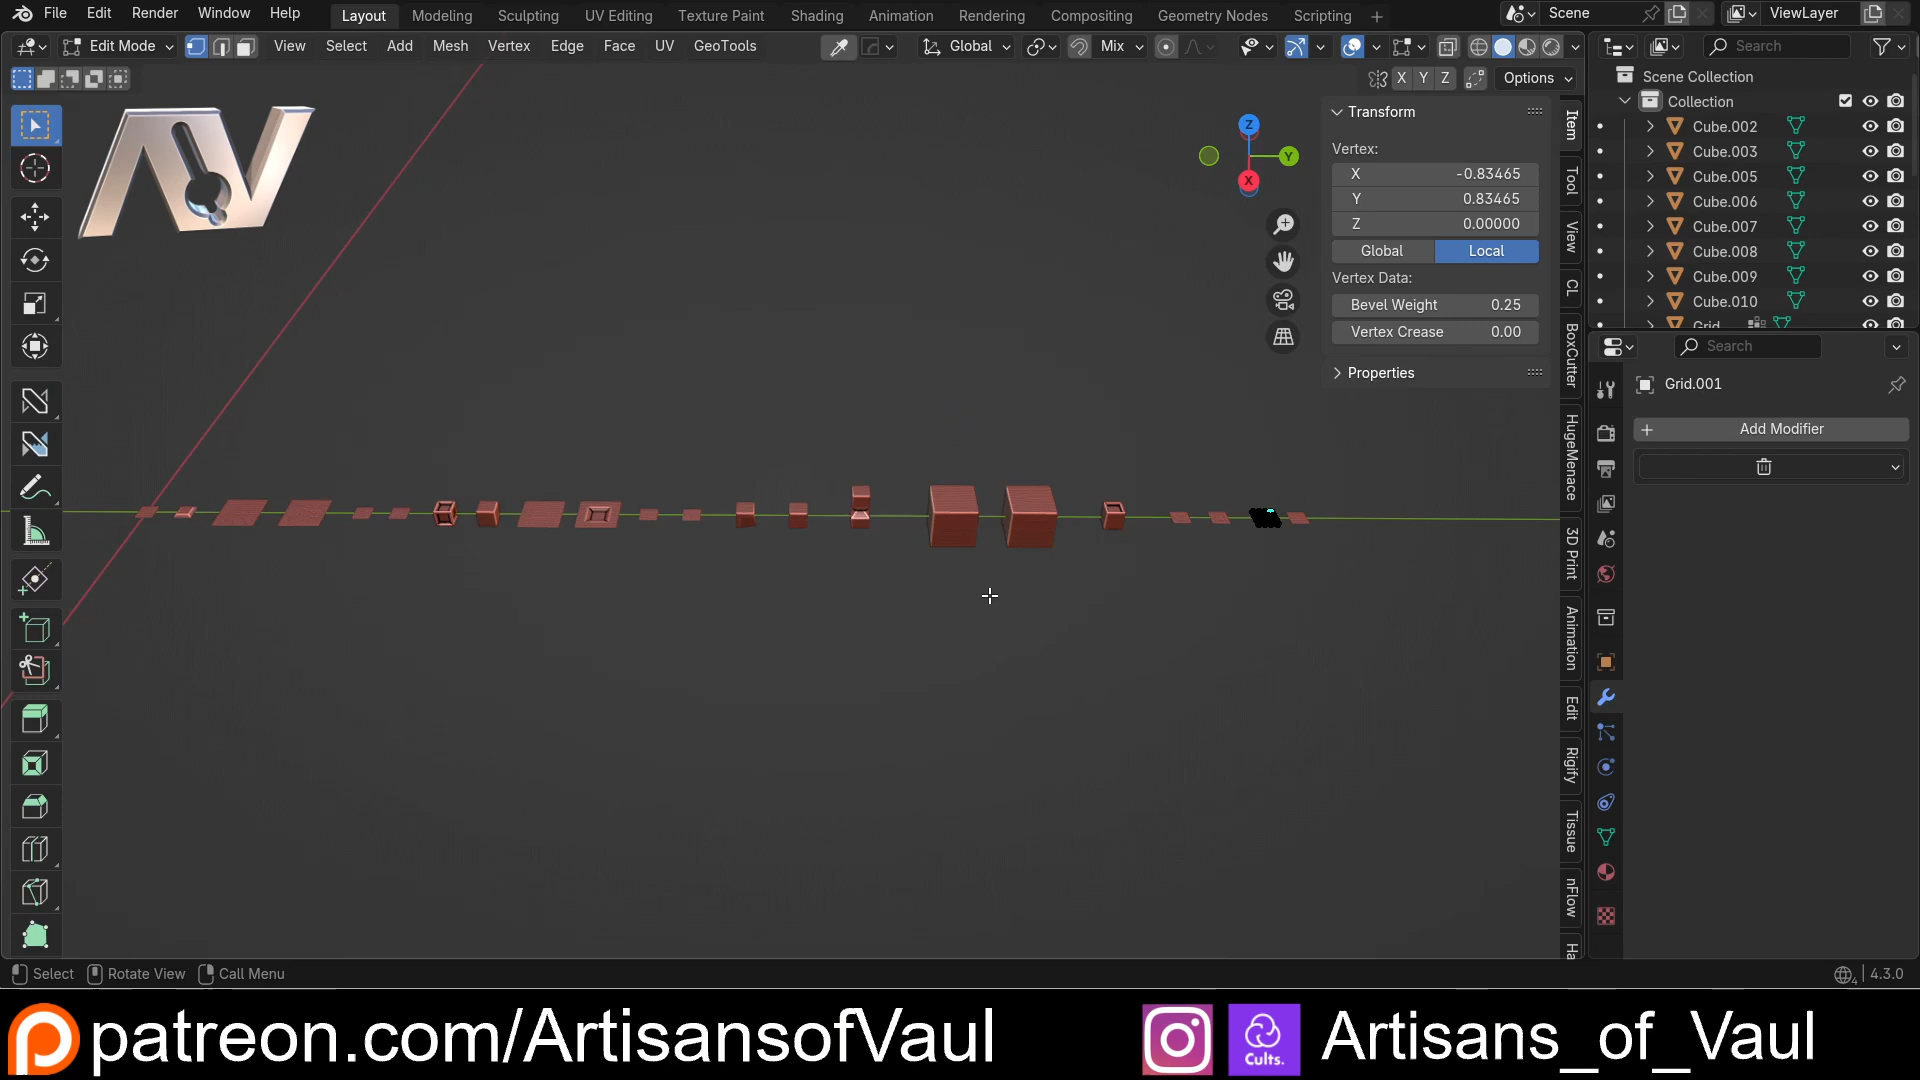 File Edit Render Window Help Layout Modeling Sculpting UV Editing Texture Paint Shading Animation Rendering Compositing Geometry Nodes Scripting + Scene ViewLayer
Edit Mode View Select Add Mesh Vertex Edge Face UV GeoTools Global Mix Search
X Y Z Options
Scene Collection
Collection
Cube.002
Cube.003
Cube.005
Cube.006
Cube.007
Cube.008
Cube.009
Cube.010
Grid
AV
Z
Y
X
Transform
Vertex:
X -0.83465
Y 0.83465
Z 0.00000
Global Local
Vertex Data:
Bevel Weight 0.25
Vertex Crease 0.00
Properties
Item
Tool
View
CL
BoxCutter
HugeMenace
3D Print
Animation
Edit
Rigify
Tissue
nFlow
Ha
Search
Grid.001
+ Add Modifier
Select Rotate View Call Menu 4.3.0
patreon.com/ArtisansofVaul Cults. Artisans_of_Vaul